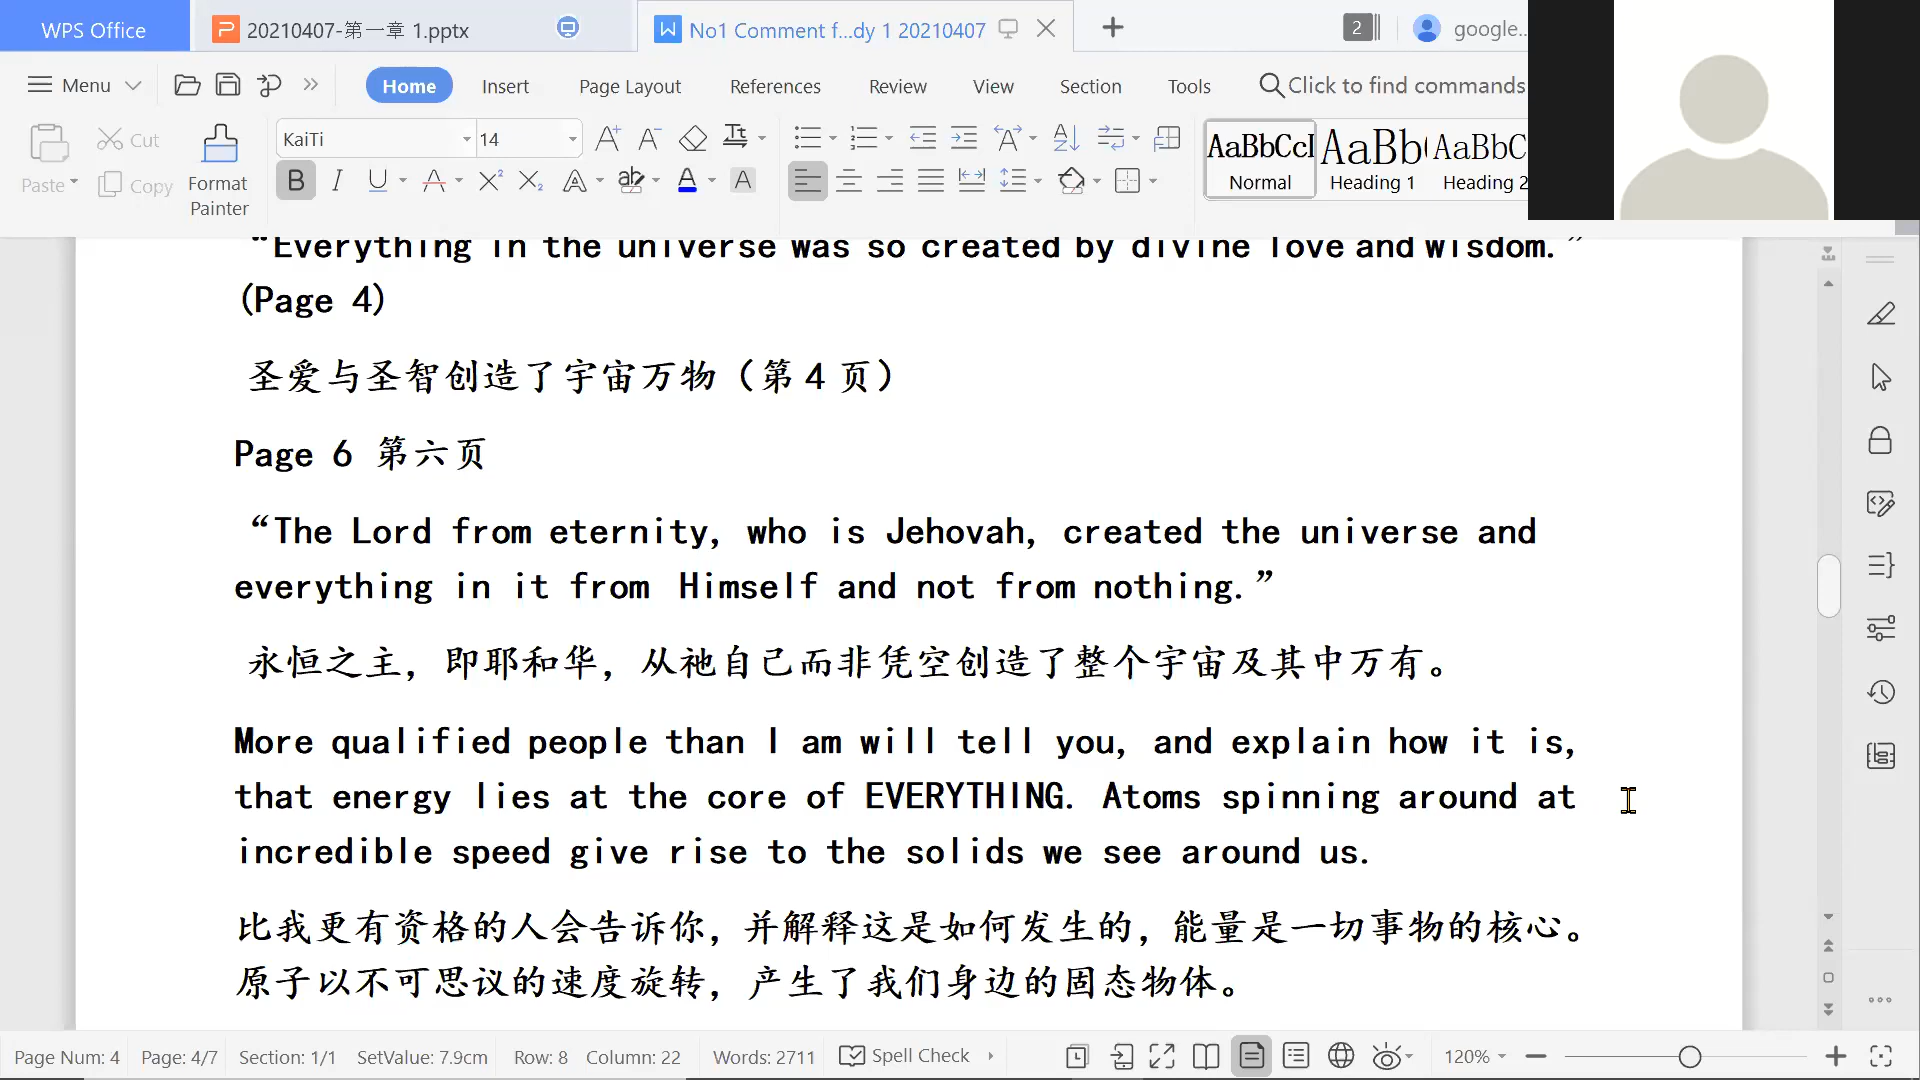 WPS Office
20210407-第一章 1.pptx
No1 Comment f...dy 1 20210407
2
google..
Menu
Home
Insert
Page Layout
References
Review
View
Section
Tools
Click to find commands
Paste
Cut
Copy
Format
Painter
KaiTi
14
AaBbCcI
Normal
AaBb(
Heading 1
AaBbC
Heading 2
“Everything in the universe was so created by divine love and wisdom.”
(Page 4)
圣爱与圣智创造了宇宙万物（第 4 页）
Page 6 第六页
“The Lord from eternity, who is Jehovah, created the universe and
everything in it from Himself and not from nothing.”
永恒之主，即耶和华，从祂自己而非凭空创造了整个宇宙及其中万有。
More qualified people than I am will tell you, and explain how it is,
that energy lies at the core of EVERYTHING. Atoms spinning around at
incredible speed give rise to the solids we see around us.
比我更有资格的人会告诉你，并解释这是如何发生的，能量是一切事物的核心。
原子以不可思议的速度旋转，产生了我们身边的固态物体。
Page Num: 4
Page: 4/7
Section: 1/1
SetValue: 7.9cm
Row: 8
Column: 22
Words: 2711
Spell Check
120%